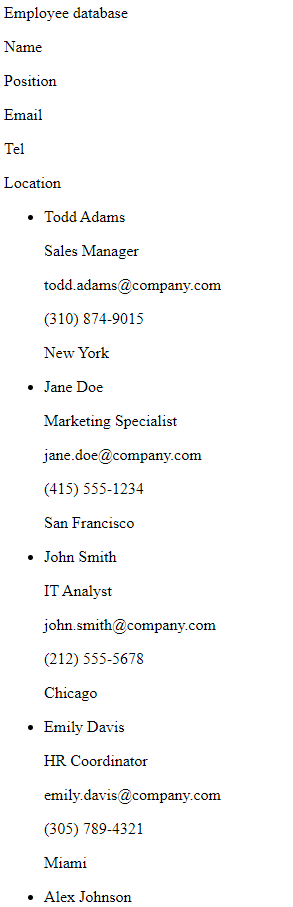 Employee database
Name
Position
Email
Tel
Location
Todd Adams
Sales Manager
todd.adams@company.com
(310) 874-9015
New York
Jane Doe
Marketing Specialist
jane.doe@company.com
(415) 555-1234
San Francisco
John Smith
IT Analyst
john.smith@company.com
(212) 555-5678
Chicago
Emily Davis
HR Coordinator
emily.davis@company.com
(305) 789-4321
Miami
Alex Johnson